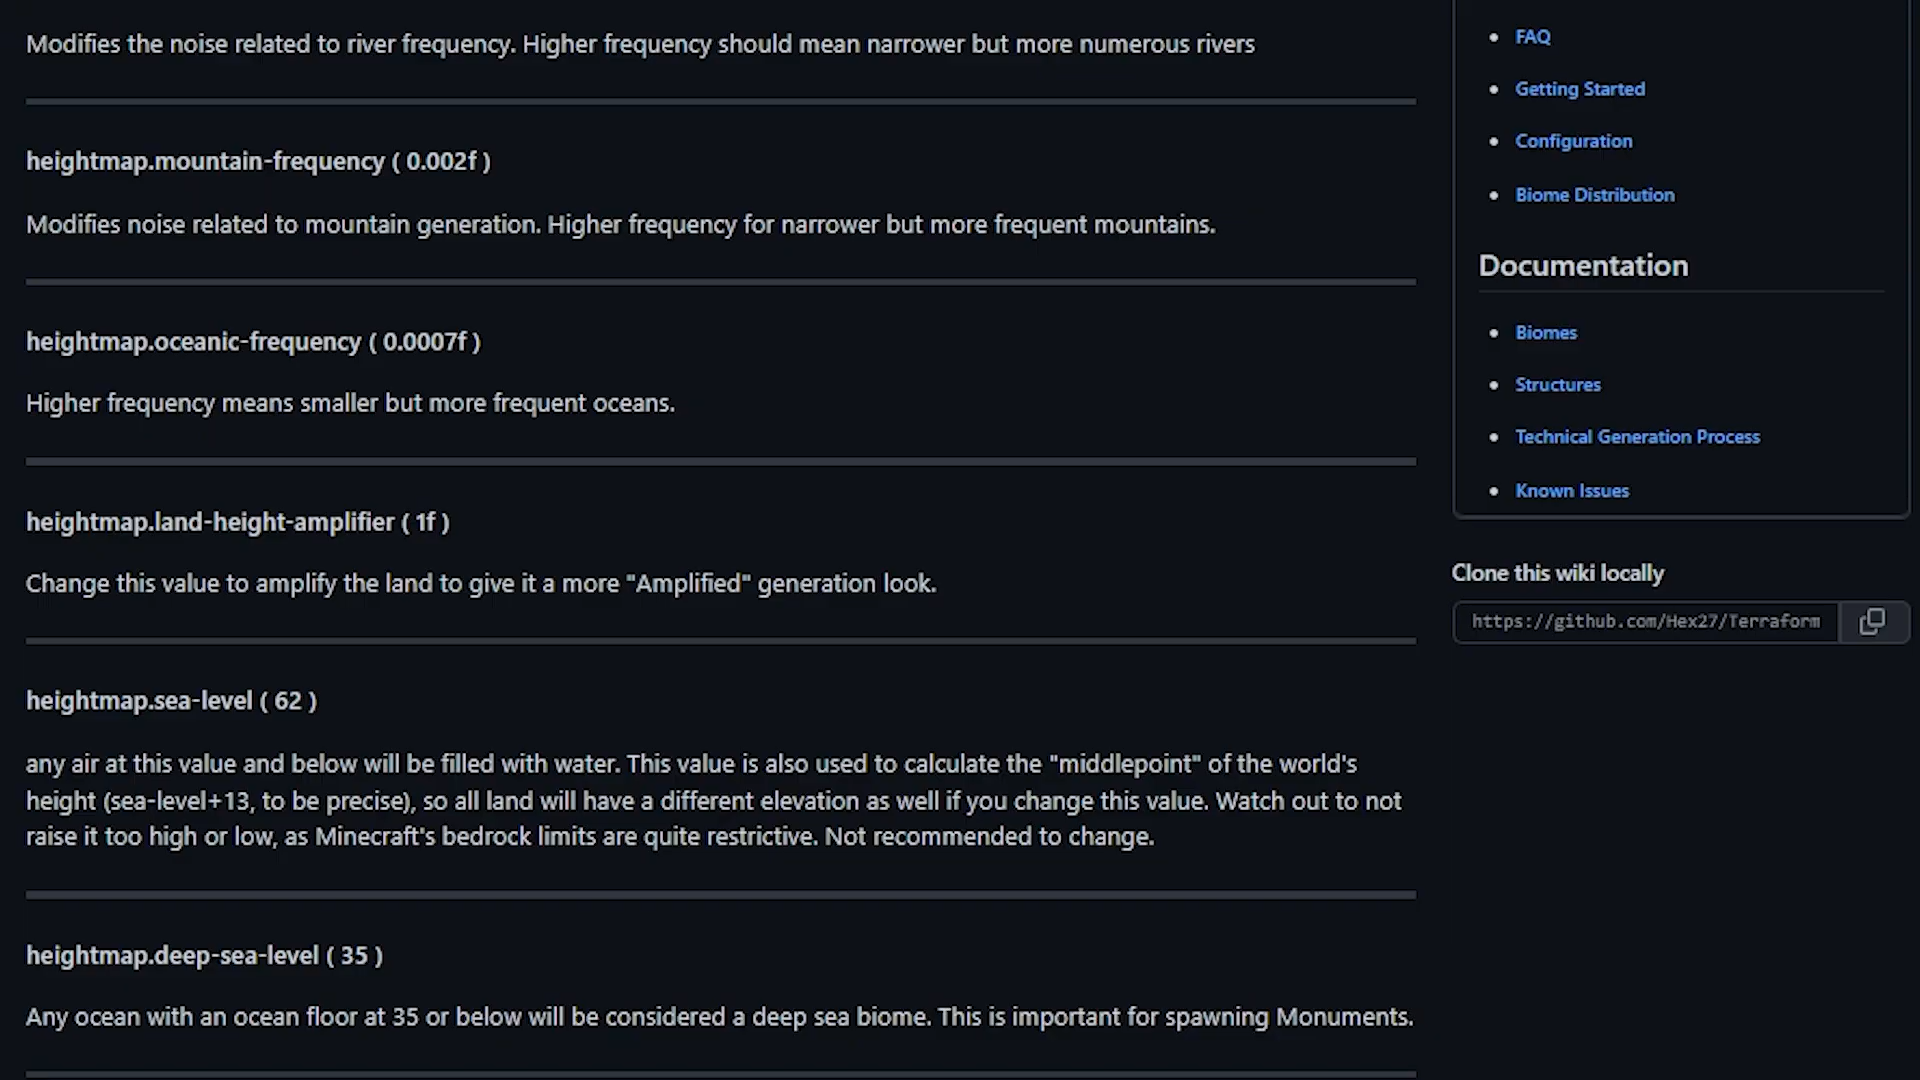 Modifies the noise related to river frequency. Higher frequency should mean narrower but more numerous rivers
heightmap.mountain-frequency ( 0.002f )
Modifies noise related to mountain generation. Higher frequency for narrower but more frequent mountains.
heightmap.oceanic-frequency ( 0.0007f )
Higher frequency means smaller but more frequent oceans.
heightmap.land-height-amplifier ( 1f )
Change this value to amplify the land to give it a more "Amplified" generation look.
heightmap.sea-level ( 62 )
any air at this value and below will be filled with water. This value is also used to calculate the "middlepoint" of the world's
height (sea-level+13, to be precise), so all land will have a different elevation as well if you change this value. Watch out to not
raise it too high or low, as Minecraft's bedrock limits are quite restrictive. Not recommended to change.
heightmap.deep-sea-level ( 35 )
Any ocean with an ocean floor at 35 or below will be considered a deep sea biome. This is important for spawning Monuments.
FAQ
Getting Started
Configuration
Biome Distribution
Documentation
Biomes
Structures
Technical Generation Process
Known Issues
Clone this wiki locally
https://github.com/Hex27/Terraform